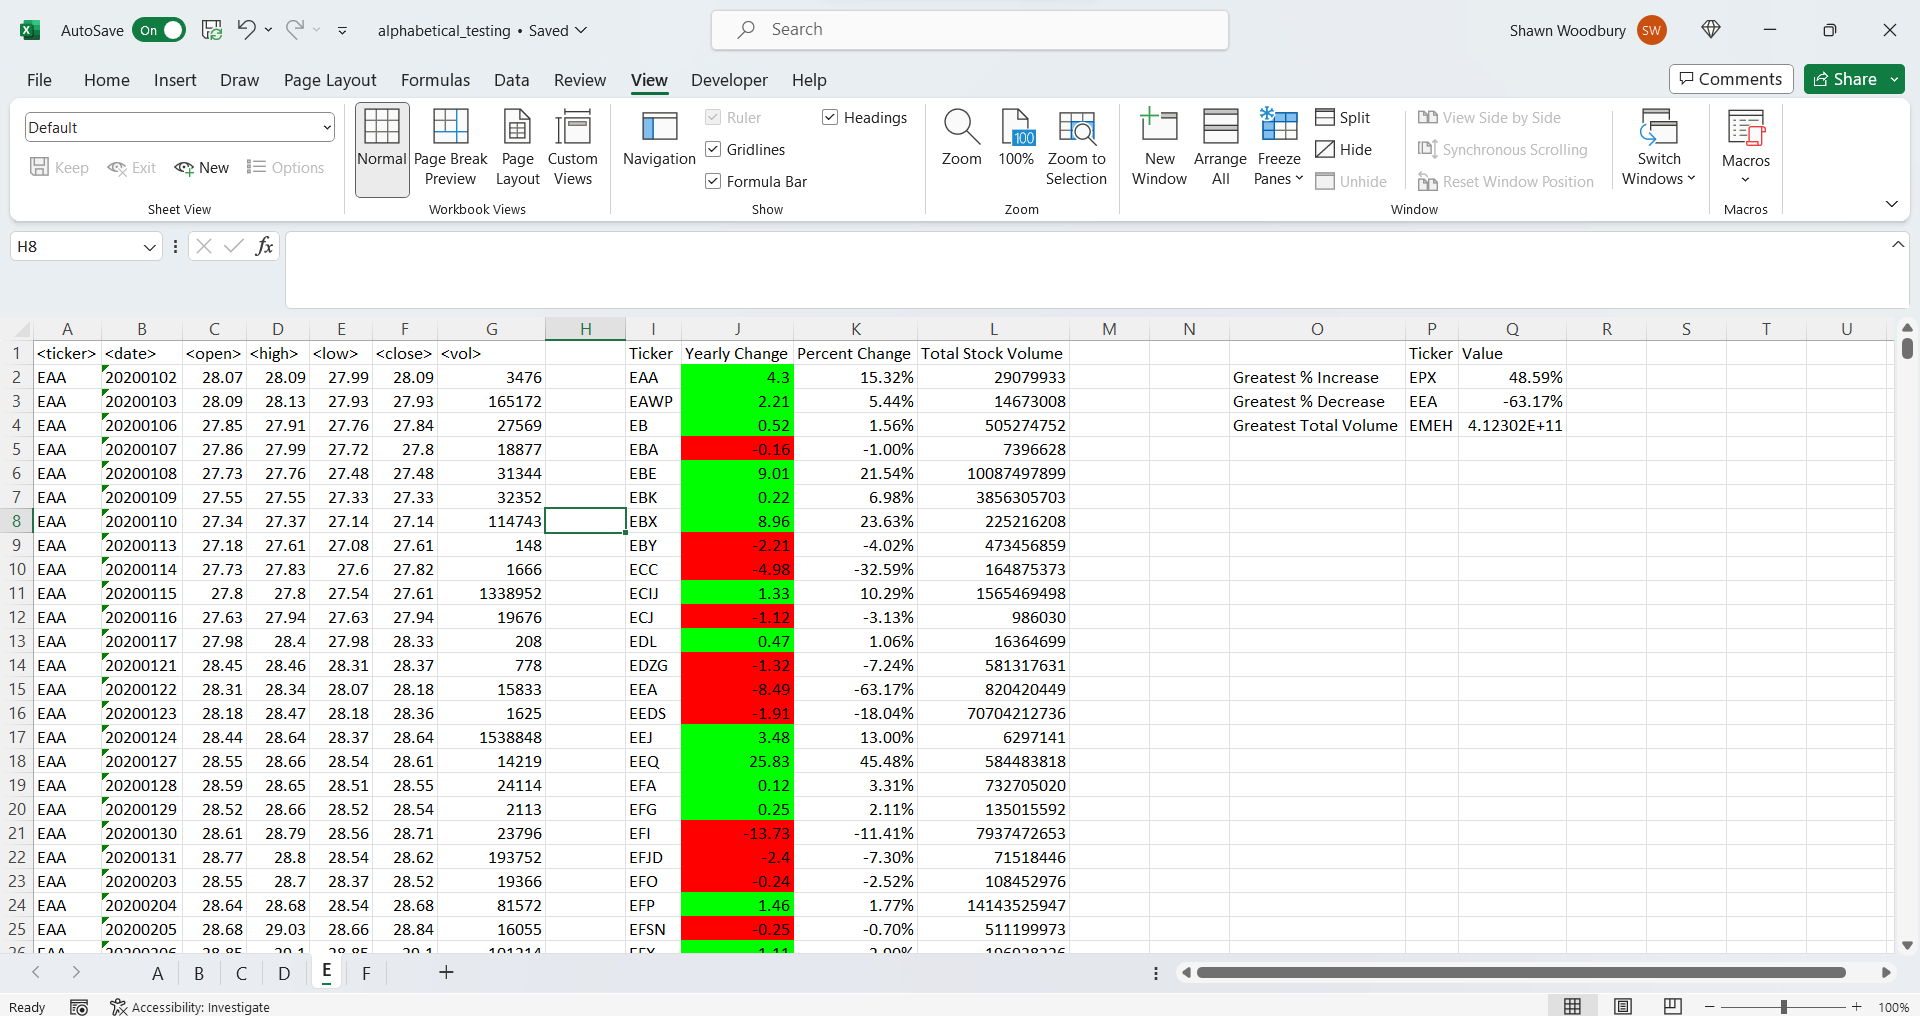 AutoSave On alphabetical_testing • Saved Search Shawn Woodbury SW
File Home Insert Draw Page Layout Formulas Data Review View Developer Help Comments Share
Default Normal Page Break Preview Page Layout Custom Views Navigation Ruler Headings Zoom 100% Zoom to Selection New Window Arrange All Freeze Panes Split View Side by Side Switch Windows Macros
Gridlines Hide Synchronous Scrolling
Keep Exit New Options Formula Bar Unhide Reset Window Position
Sheet View Workbook Views Show Zoom Window Macros
H8 fx
A B C D E F G H I J K L M N O P Q R S T U
1 <ticker> <date> <open> <high> <low> <close> <vol> Ticker Yearly Change Percent Change Total Stock Volume Ticker Value
2 EAA 20200102 28.07 28.09 27.99 28.09 3476 EAA 4.3 15.32% 29079933 Greatest % Increase EPX 48.59%
3 EAA 20200103 28.09 28.13 27.93 27.93 165172 EAWP 2.21 5.44% 14673008 Greatest % Decrease EEA -63.17%
4 EAA 20200106 27.85 27.91 27.76 27.84 27569 EB 0.52 1.56% 505274752 Greatest Total Volume EMEH 4.12302E+11
5 EAA 20200107 27.86 27.99 27.72 27.8 18877 EBA -0.16 -1.00% 7396628
6 EAA 20200108 27.73 27.76 27.48 27.48 31344 EBE 9.01 21.54% 10087497899
7 EAA 20200109 27.55 27.55 27.33 27.33 32352 EBK 0.22 6.98% 3856305703
8 EAA 20200110 27.34 27.37 27.14 27.14 114743 EBX 8.96 23.63% 225216208
9 EAA 20200113 27.18 27.61 27.08 27.61 148 EBY -2.21 -4.02% 473456859
10 EAA 20200114 27.73 27.83 27.6 27.82 1666 ECC -4.98 -32.59% 164875373
11 EAA 20200115 27.8 27.8 27.54 27.61 1338952 ECIJ 1.33 10.29% 1565469498
12 EAA 20200116 27.63 27.94 27.63 27.94 19676 ECJ -1.12 -3.13% 986030
13 EAA 20200117 27.98 28.4 27.98 28.33 208 EDL 0.47 1.06% 16364699
14 EAA 20200121 28.45 28.46 28.31 28.37 778 EDZG -1.32 -7.24% 581317631
15 EAA 20200122 28.31 28.34 28.07 28.18 15833 EEA -8.49 -63.17% 820420449
16 EAA 20200123 28.18 28.47 28.18 28.36 1625 EEDS -1.91 -18.04% 70704212736
17 EAA 20200124 28.44 28.64 28.37 28.64 1538848 EEJ 3.48 13.00% 6297141
18 EAA 20200127 28.55 28.66 28.54 28.61 14219 EEQ 25.83 45.48% 584483818
19 EAA 20200128 28.59 28.65 28.51 28.55 24114 EFA 0.12 3.31% 732705020
20 EAA 20200129 28.52 28.66 28.52 28.54 2113 EFG 0.25 2.11% 135015592
21 EAA 20200130 28.61 28.79 28.56 28.71 23796 EFI -13.73 -11.41% 7937472653
22 EAA 20200131 28.77 28.8 28.54 28.62 193752 EFJD -2.4 -7.30% 71518446
23 EAA 20200203 28.55 28.7 28.37 28.52 19366 EFO -0.24 -2.52% 108452976
24 EAA 20200204 28.64 28.68 28.54 28.68 81572 EFP 1.46 1.77% 14143525947
25 EAA 20200205 28.68 29.03 28.66 28.84 16055 EFSN -0.25 -0.70% 511199973
A B C D E F +
Ready Accessibility: Investigate 100%